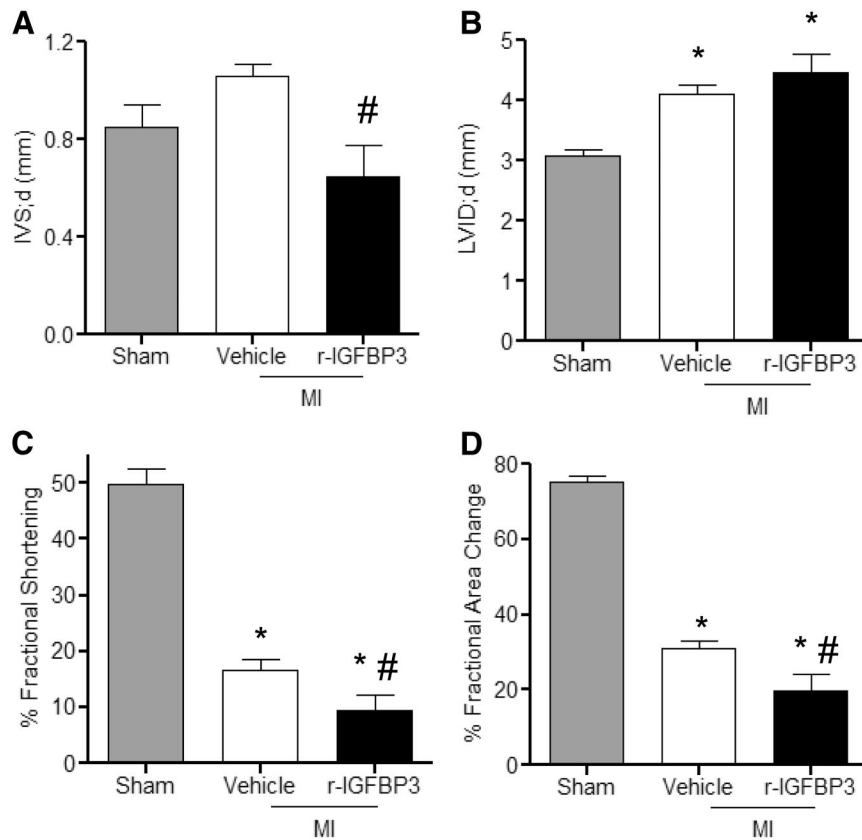 A
IVS;d (mm)
1.2
0.8
0.4
0.0
#
Sham Vehicle r-IGFBP3
MI
B
LVID;d (mm)
5
4
3
2
1
0
* *
Sham Vehicle r-IGFBP3
MI
C
% Fractional Shortening
50
40
30
20
10
0
* * #
Sham Vehicle r-IGFBP3
MI
D
% Fractional Area Change
80
60
40
20
0
* * #
Sham Vehicle r-IGFBP3
MI